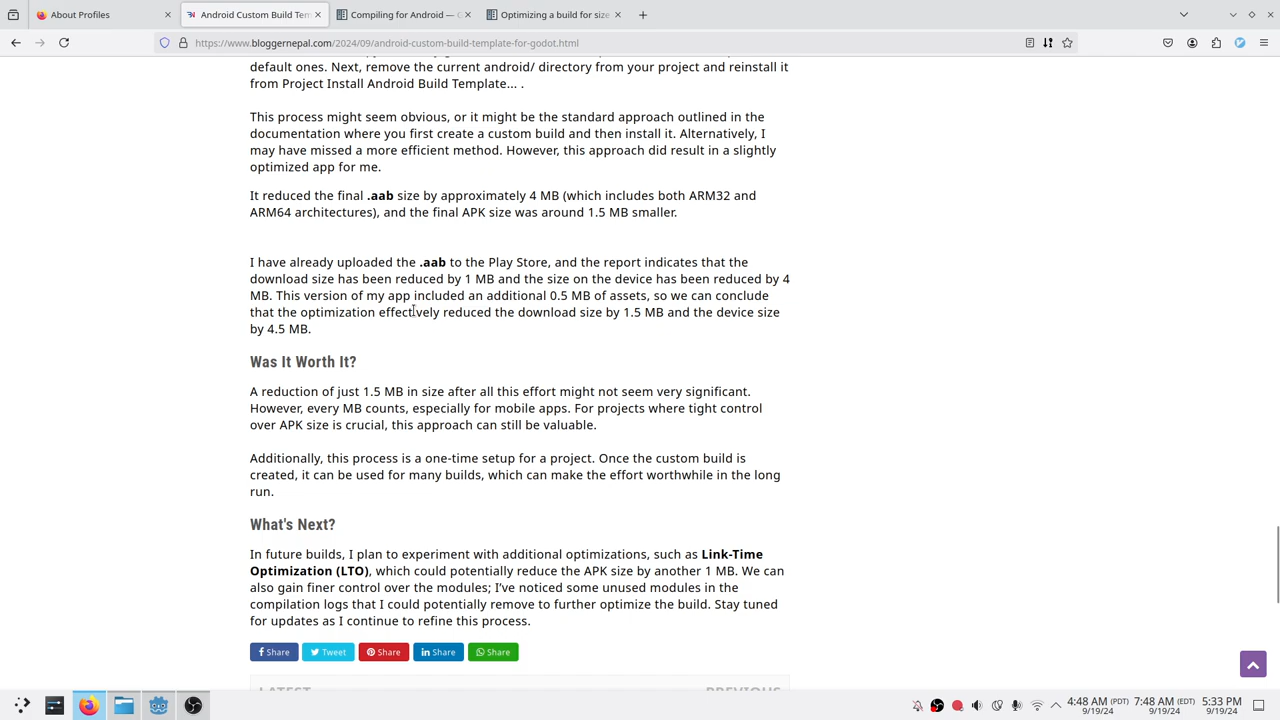 About Profiles
Android Custom Build Tem
Compiling for Android —
Optimizing a build for size
https://www.bloggernepal.com/2024/09/android-custom-build-template-for-godot.html
default ones. Next, remove the current android/ directory from your project and reinstall it
from Project Install Android Build Template... .
This process might seem obvious, or it might be the standard approach outlined in the
documentation where you first create a custom build and then install it. Alternatively, I
may have missed a more efficient method. However, this approach did result in a slightly
optimized app for me.
It reduced the final .aab size by approximately 4 MB (which includes both ARM32 and
ARM64 architectures), and the final APK size was around 1.5 MB smaller.
I have already uploaded the .aab to the Play Store, and the report indicates that the
download size has been reduced by 1 MB and the size on the device has been reduced by 4
MB. This version of my app included an additional 0.5 MB of assets, so we can conclude
that the optimization effectively reduced the download size by 1.5 MB and the device size
by 4.5 MB.
Was It Worth It?
A reduction of just 1.5 MB in size after all this effort might not seem very significant.
However, every MB counts, especially for mobile apps. For projects where tight control
over APK size is crucial, this approach can still be valuable.
Additionally, this process is a one-time setup for a project. Once the custom build is
created, it can be used for many builds, which can make the effort worthwhile in the long
run.
What's Next?
In future builds, I plan to experiment with additional optimizations, such as Link-Time
Optimization (LTO), which could potentially reduce the APK size by another 1 MB. We can
also gain finer control over the modules; I've noticed some unused modules in the
compilation logs that I could potentially remove to further optimize the build. Stay tuned
for updates as I continue to refine this process.
Share Tweet Share Share Share
LATEST PREVIOUS
4:48 AM (PDT) 7:48 AM (EDT) 5:33 PM
9/19/24 9/19/24 9/19/24